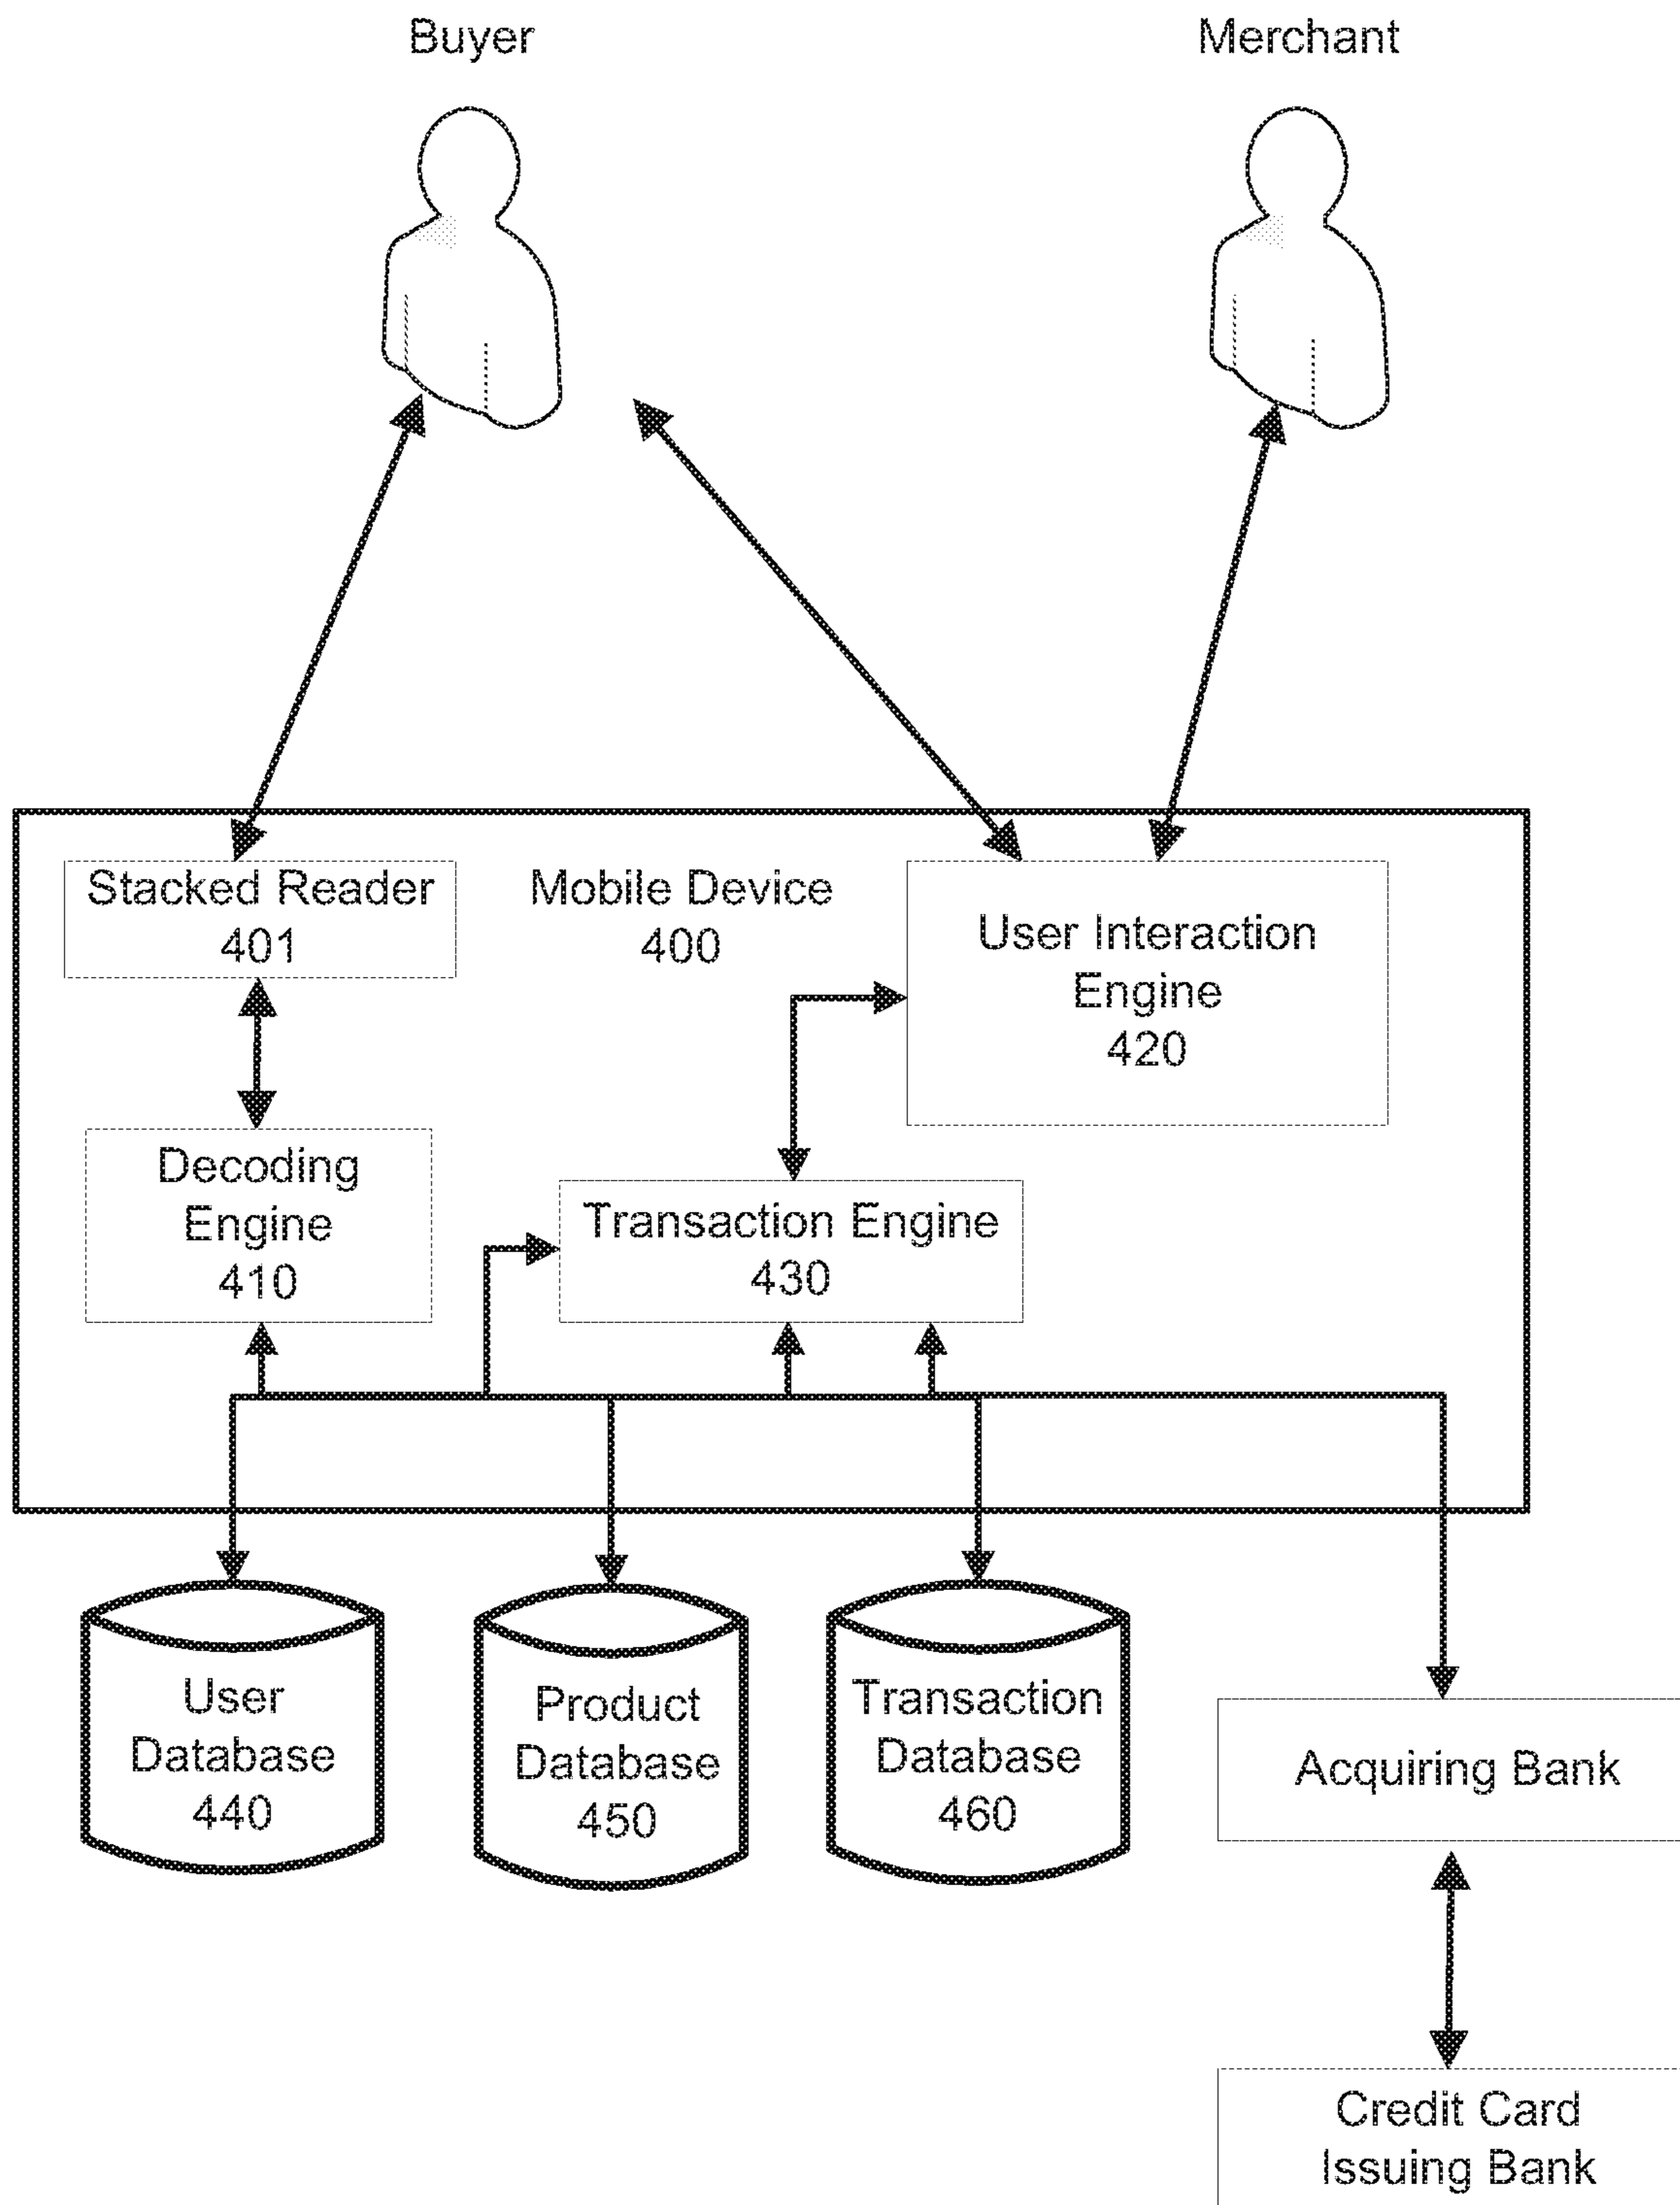 Buyer
Merchant
Stacked Reader
401
Mobile Device
400
User Interaction
Engine
420
Decoding
Engine
410
Transaction Engine
430
User
Database
440
Product
Database
450
Transaction
Database
460
Acquiring Bank
Credit Card
Issuing Bank